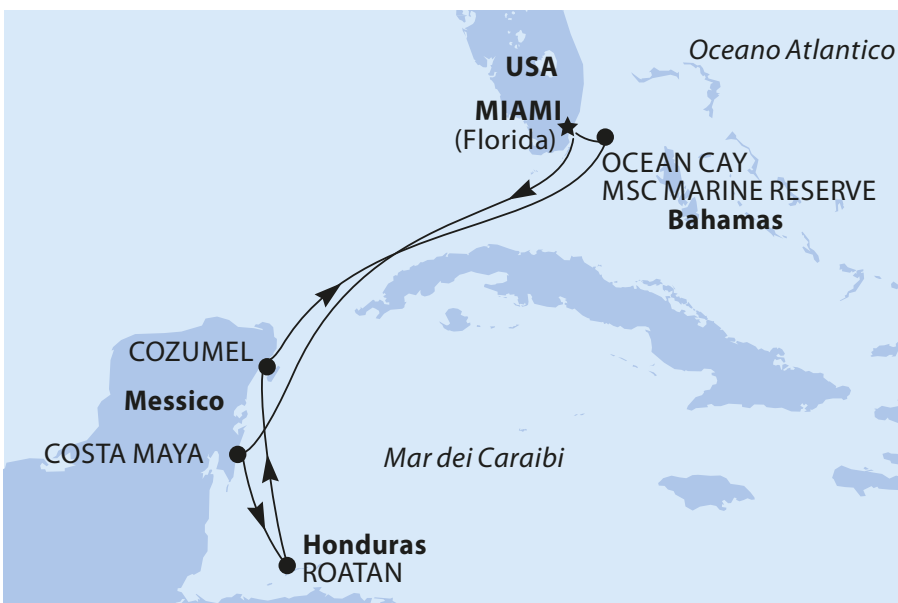 Oceano Atlantico
USA
MIAMI
(Florida)
OCEAN CAY
MSC MARINE RESERVE
Bahamas
COZUMEL
Messico
COSTA MAYA
Mar dei Caraibi
Honduras
ROATAN